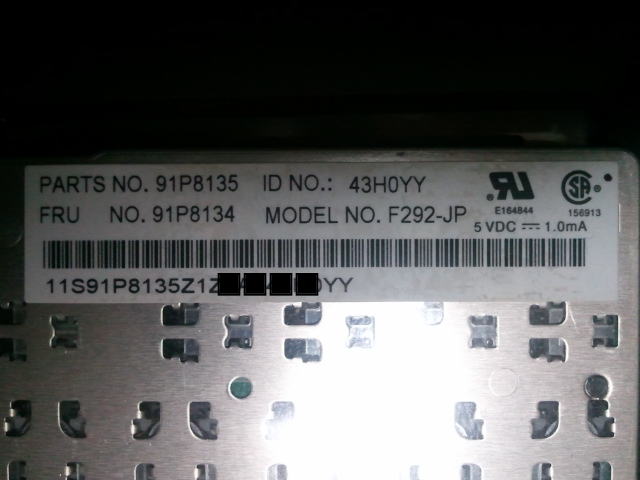 PARTS NO. 91P8135 ID NO.: 43H0YY
FRU NO. 91P8134 MODEL NO. F292-JP
E164844
156913
5 VDC ⎓ 1.0mA
11S91P8135Z1Z